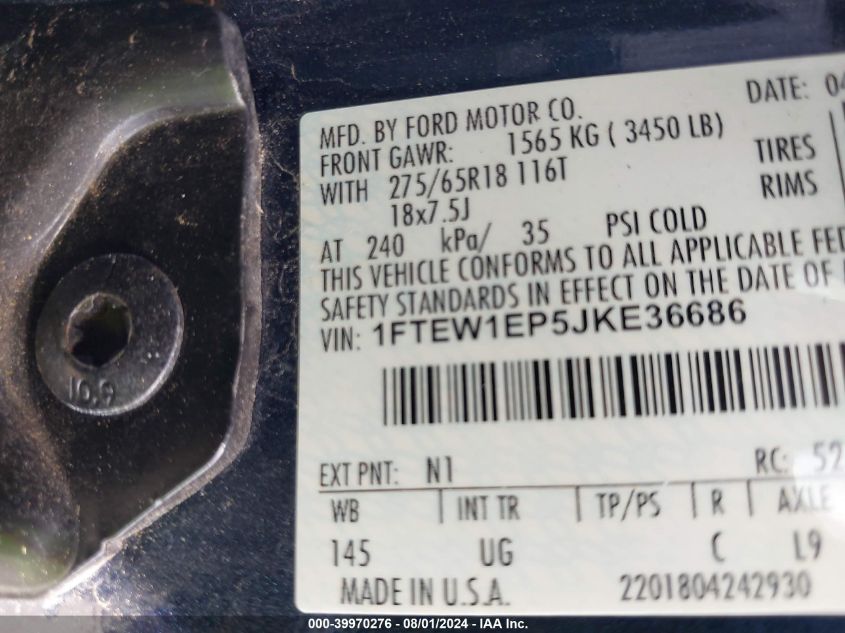 DATE: 04
MFD. BY FORD MOTOR CO.
FRONT GAWR: 1565 KG ( 3450 LB)
WITH 275/65R18 116T TIRES
18x7.5J RIMS
AT 240 kPa/ 35 PSI COLD
THIS VEHICLE CONFORMS TO ALL APPLICABLE FED
SAFETY STANDARDS IN EFFECT ON THE DATE OF
VIN: 1FTEW1EP5JKE36686
EXT PNT: N1 RC: 52
WB | INT TR | TP/PS | R | AXLE
145 UG C L9
MADE IN U.S.A. 2201804242930
10.9
000-39970276 - 08/01/2024 - IAA Inc.